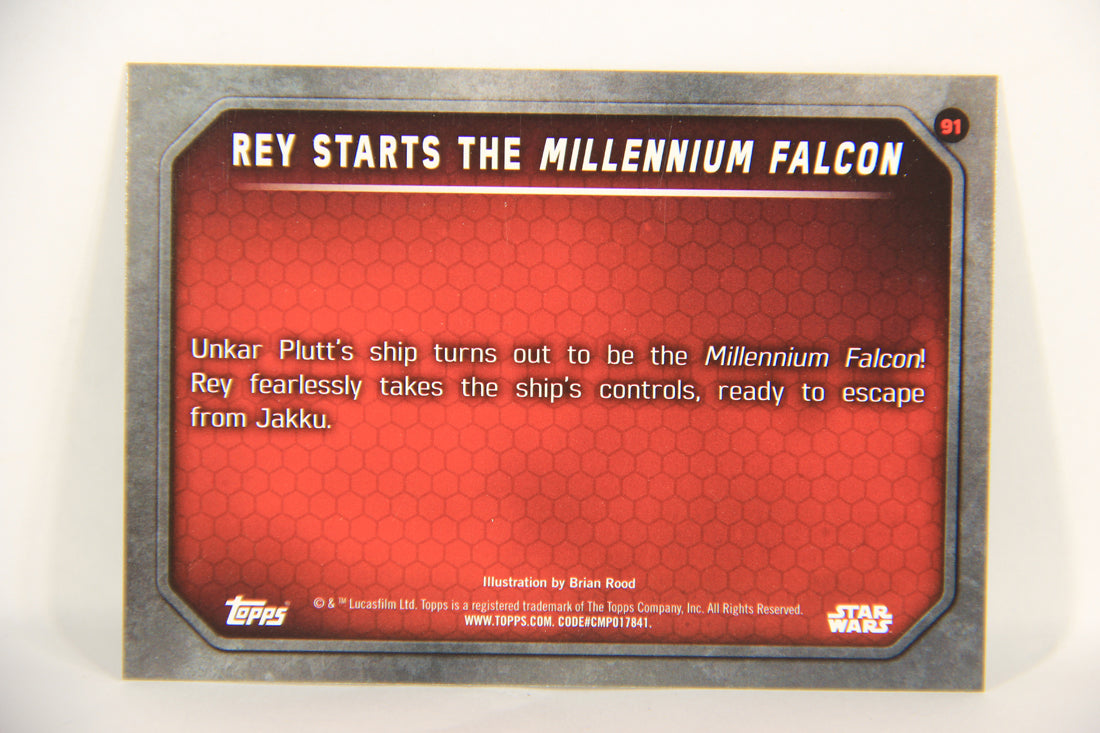 91
REY STARTS THE MILLENNIUM FALCON
Unkar Plutt's ship turns out to be the Millennium Falcon!
Rey fearlessly takes the ship's controls, ready to escape
from Jakku.
Illustration by Brian Rood
© & ™ Lucasfilm Ltd. Topps is a registered trademark of The Topps Company, Inc. All Rights Reserved.
WWW.TOPPS.COM. CODE#CMP017841.
topps®
STAR
WARS